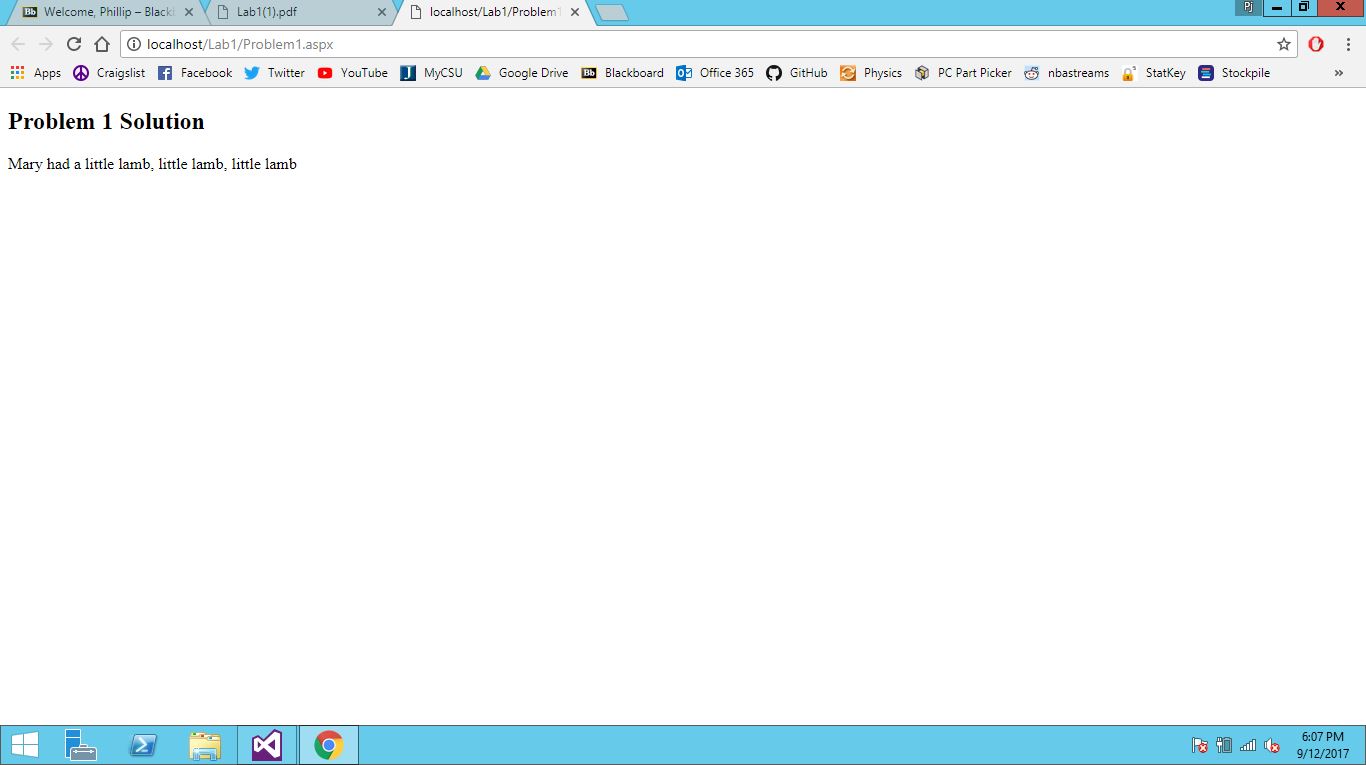 Welcome, Phillip – Black
Lab1(1).pdf
localhost/Lab1/Problem1
Pj
localhost/Lab1/Problem1.aspx
Apps Craigslist Facebook Twitter YouTube MyCSU Google Drive Bb Blackboard Office 365 GitHub Physics PC Part Picker nbastreams StatKey Stockpile »
Problem 1 Solution
Mary had a little lamb, little lamb, little lamb
6:07 PM
9/12/2017